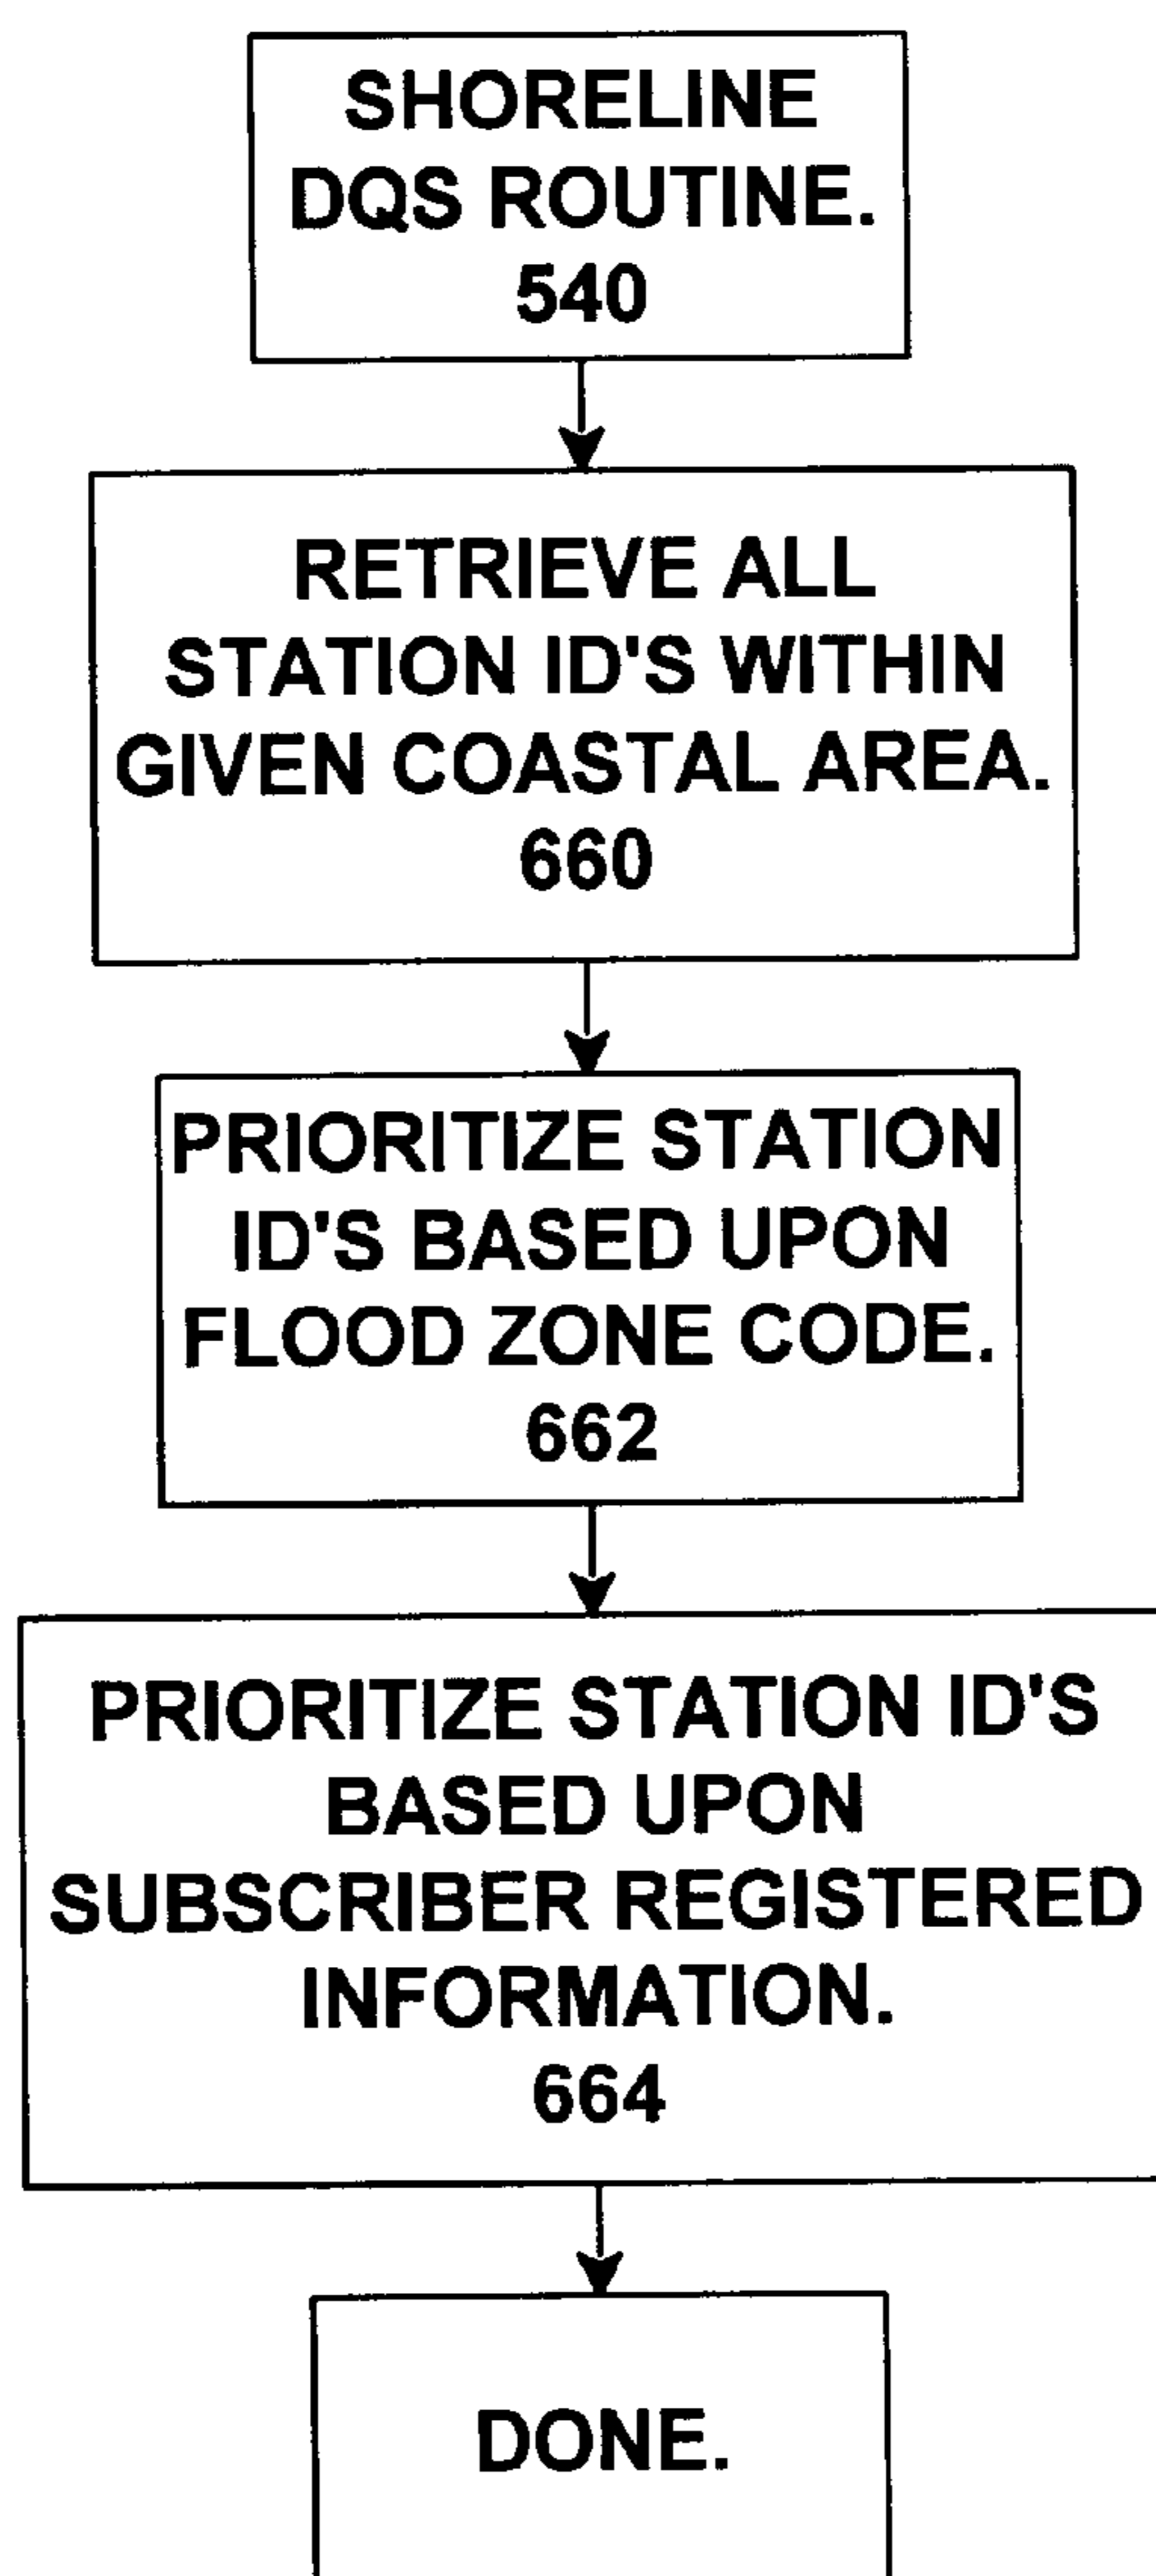 SHORELINE
DQS ROUTINE.
540
RETRIEVE ALL
STATION ID'S WITHIN
GIVEN COASTAL AREA.
660
PRIORITIZE STATION
ID'S BASED UPON
FLOOD ZONE CODE.
662
PRIORITIZE STATION ID'S
BASED UPON
SUBSCRIBER REGISTERED
INFORMATION.
664
DONE.